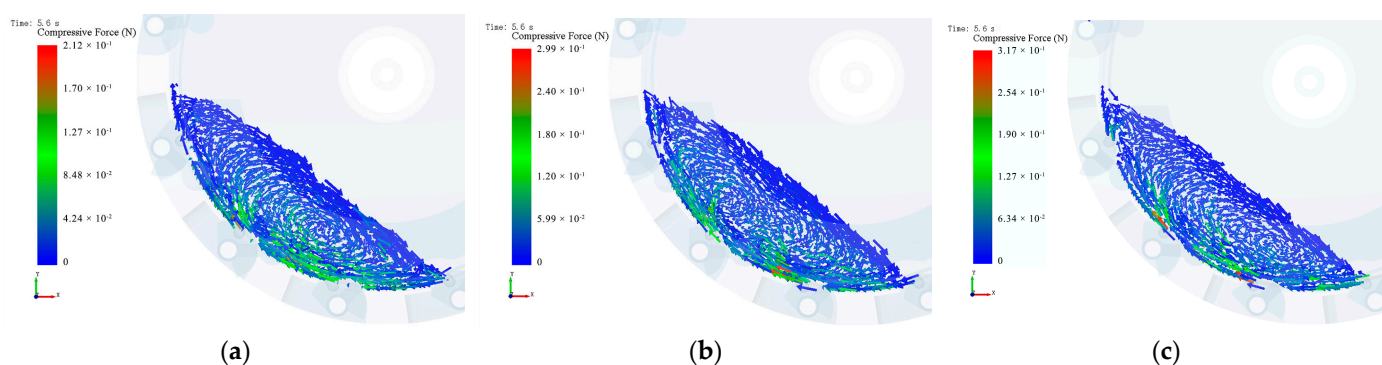 Time: 5.6 s
Compressive Force (N)
2.12 × 10⁻¹
1.70 × 10⁻¹
1.27 × 10⁻¹
8.48 × 10⁻²
4.24 × 10⁻²
0
Y
X
(a)
Time: 5.6 s
Compressive Force (N)
2.99 × 10⁻¹
2.40 × 10⁻¹
1.80 × 10⁻¹
1.20 × 10⁻¹
5.99 × 10⁻²
0
Y
X
(b)
Time: 5.6 s
Compressive Force (N)
3.17 × 10⁻¹
2.54 × 10⁻¹
1.90 × 10⁻¹
1.27 × 10⁻¹
6.34 × 10⁻²
0
Y
X
(c)